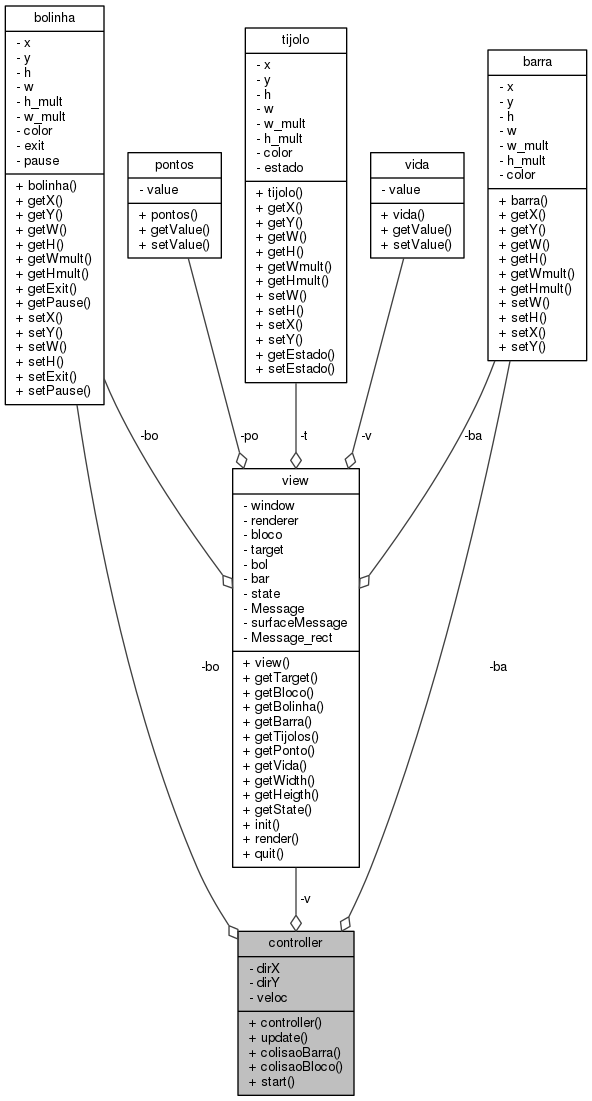 bolinha
- x
- y
- h
- w
- h_mult
- w_mult
- color
- exit
- pause
+ bolinha()
+ getX()
+ getY()
+ getW()
+ getH()
+ getWmult()
+ getHmult()
+ getExit()
+ getPause()
+ setX()
+ setY()
+ setW()
+ setH()
+ setExit()
+ setPause()
pontos
- value
+ pontos()
+ getValue()
+ setValue()
tijolo
- x
- y
- h
- w
- w_mult
- h_mult
- color
- estado
+ tijolo()
+ getX()
+ getY()
+ getW()
+ getH()
+ getWmult()
+ getHmult()
+ setW()
+ setH()
+ setX()
+ setY()
+ getEstado()
+ setEstado()
vida
- value
+ vida()
+ getValue()
+ setValue()
barra
- x
- y
- h
- w
- w_mult
- h_mult
- color
+ barra()
+ getX()
+ getY()
+ getW()
+ getH()
+ getWmult()
+ getHmult()
+ setW()
+ setH()
+ setX()
+ setY()
-bo
-po
-t
-v
-ba
view
- window
- renderer
- bloco
- target
- bol
- bar
- state
- Message
- surfaceMessage
- Message_rect
+ view()
+ getTarget()
+ getBloco()
+ getBolinha()
+ getBarra()
+ getTijolos()
+ getPonto()
+ getVida()
+ getWidth()
+ getHeigth()
+ getState()
+ init()
+ render()
+ quit()
-bo
-ba
-v
controller
- dirX
- dirY
- veloc
+ controller()
+ update()
+ colisaoBarra()
+ colisaoBloco()
+ start()